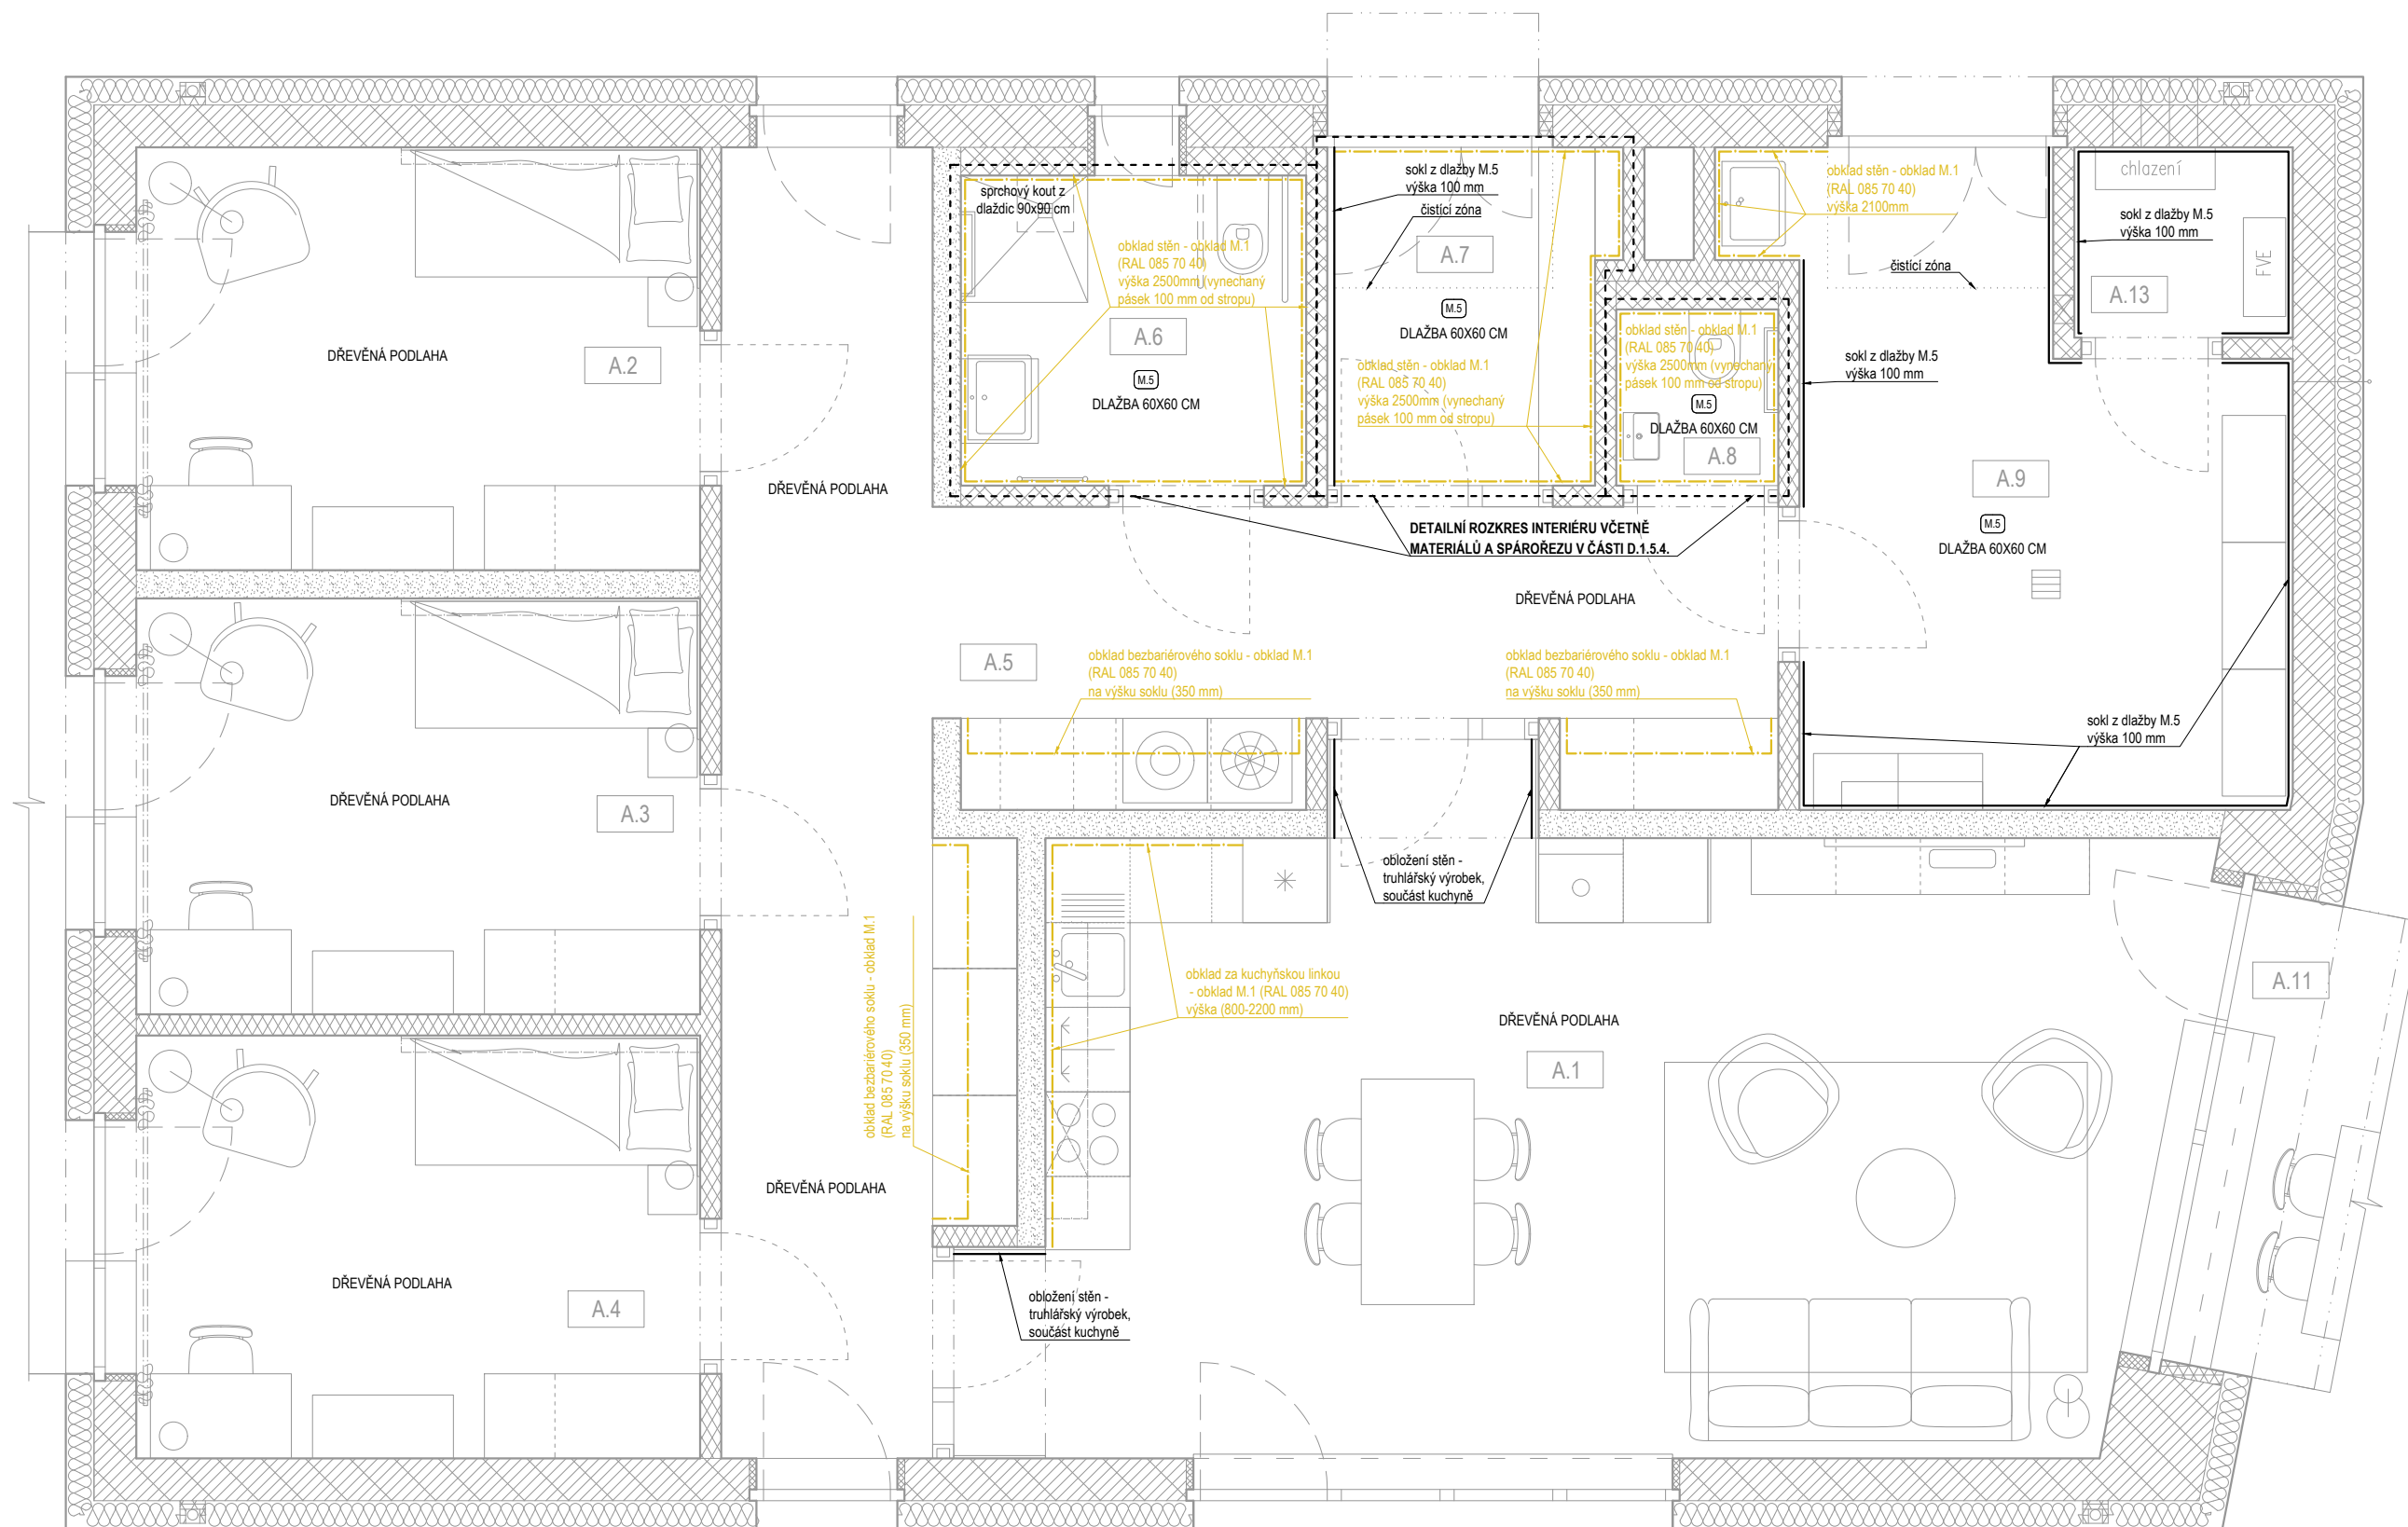 sprchový kout z
dlaždic 90x90 cm
obklad stěn - obklad M.1
(RAL 085 70 40)
výška 2500mm (vynechaný
pásek 100 mm od stropu)
A.6
M.5
DLAŽBA 60X60 CM
sokl z dlažby M.5
výška 100 mm
čistící zóna
A.7
M.5
DLAŽBA 60X60 CM
obklad stěn - obklad M.1
(RAL 085 70 40)
výška 2500mm (vynechaný
pásek 100 mm od stropu)
obklad stěn - obklad M.1
(RAL 085 70 40)
výška 2500mm (vynechaný
pásek 100 mm od stropu)
M.5
DLAŽBA 60X60 CM
A.8
obklad stěn - obklad M.1
(RAL 085 70 40)
výška 2100mm
čistící zóna
chlazení
sokl z dlažby M.5
výška 100 mm
FVE
A.13
sokl z dlažby M.5
výška 100 mm
A.9
M.5
DLAŽBA 60X60 CM
DŘEVĚNÁ PODLAHA
A.2
DŘEVĚNÁ PODLAHA
DETAILNÍ ROZKRES INTERIÉRU VČETNĚ
MATERIÁLŮ A SPÁROŘEZU V ČÁSTI D.1.5.4.
DŘEVĚNÁ PODLAHA
A.5
obklad bezbariérového soklu - obklad M.1
(RAL 085 70 40)
na výšku soklu (350 mm)
obklad bezbariérového soklu - obklad M.1
(RAL 085 70 40)
na výšku soklu (350 mm)
sokl z dlažby M.5
výška 100 mm
DŘEVĚNÁ PODLAHA
A.3
obložení stěn -
truhlářský výrobek,
součást kuchyně
obklad bezbariérového soklu - obklad M.1
(RAL 085 70 40)
na výšku soklu (350 mm)
obklad za kuchyňskou linkou
- obklad M.1 (RAL 085 70 40)
výška (800-2200 mm)
DŘEVĚNÁ PODLAHA
A.1
A.11
DŘEVĚNÁ PODLAHA
DŘEVĚNÁ PODLAHA
A.4
obložení stěn -
truhlářský výrobek,
součást kuchyně